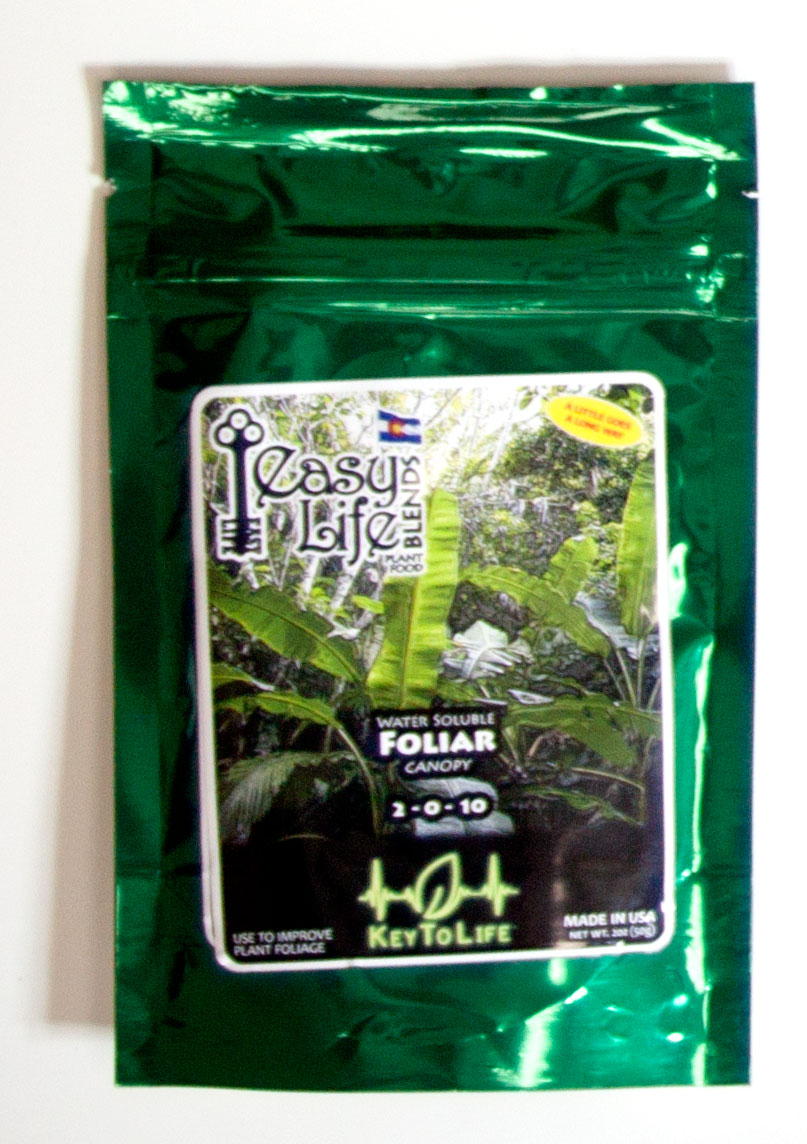 A LITTLE GOES
A LONG WAY
Easy
Life
BLENDS
PLANT
FOOD
WATER SOLUBLE
FOLIAR
CANOPY
2-0-10
KEYTOLIFE
USE TO IMPROVE
PLANT FOLIAGE
MADE IN USA
NET WT. 2oz (50g)